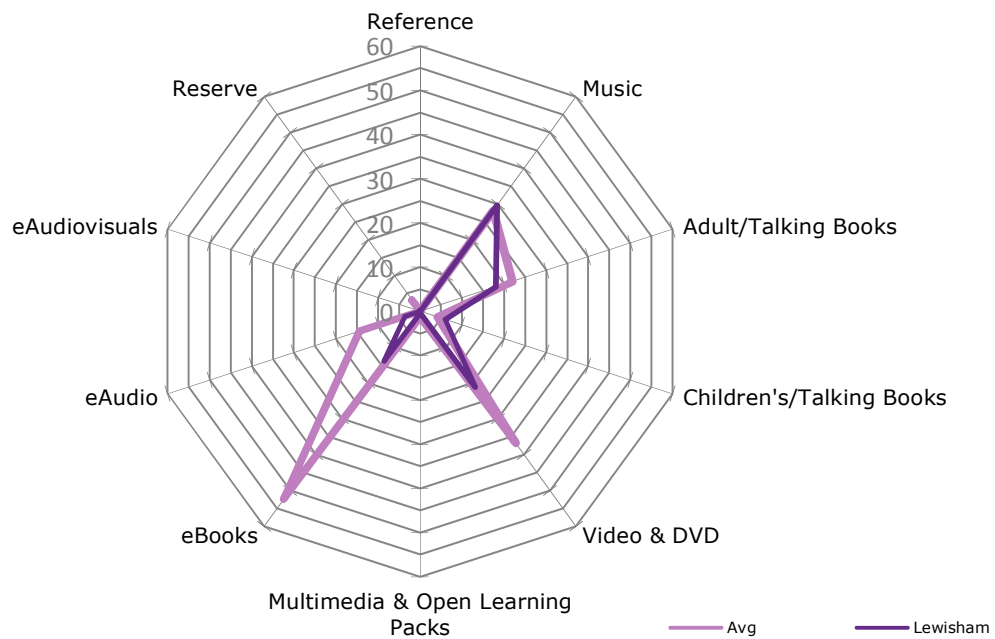 Reference
60
Reserve
Music
50
40
30
eAudiovisuals
Adult/Talking Books
20
10
0
eAudio
Children's/Talking Books
eBooks
Video & DVD
Multimedia & Open Learning
Packs
Avg
Lewisham